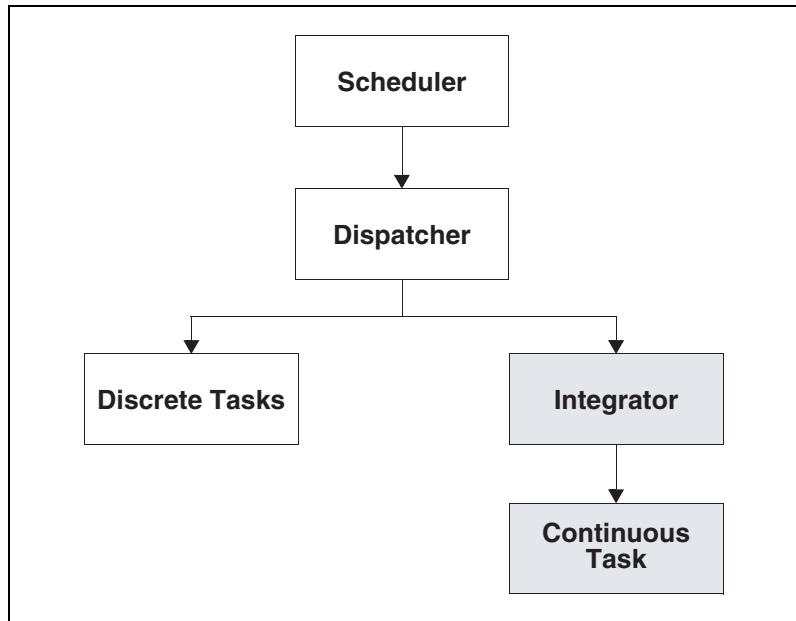 Scheduler
Dispatcher
Discrete Tasks
Integrator
Continuous
Task